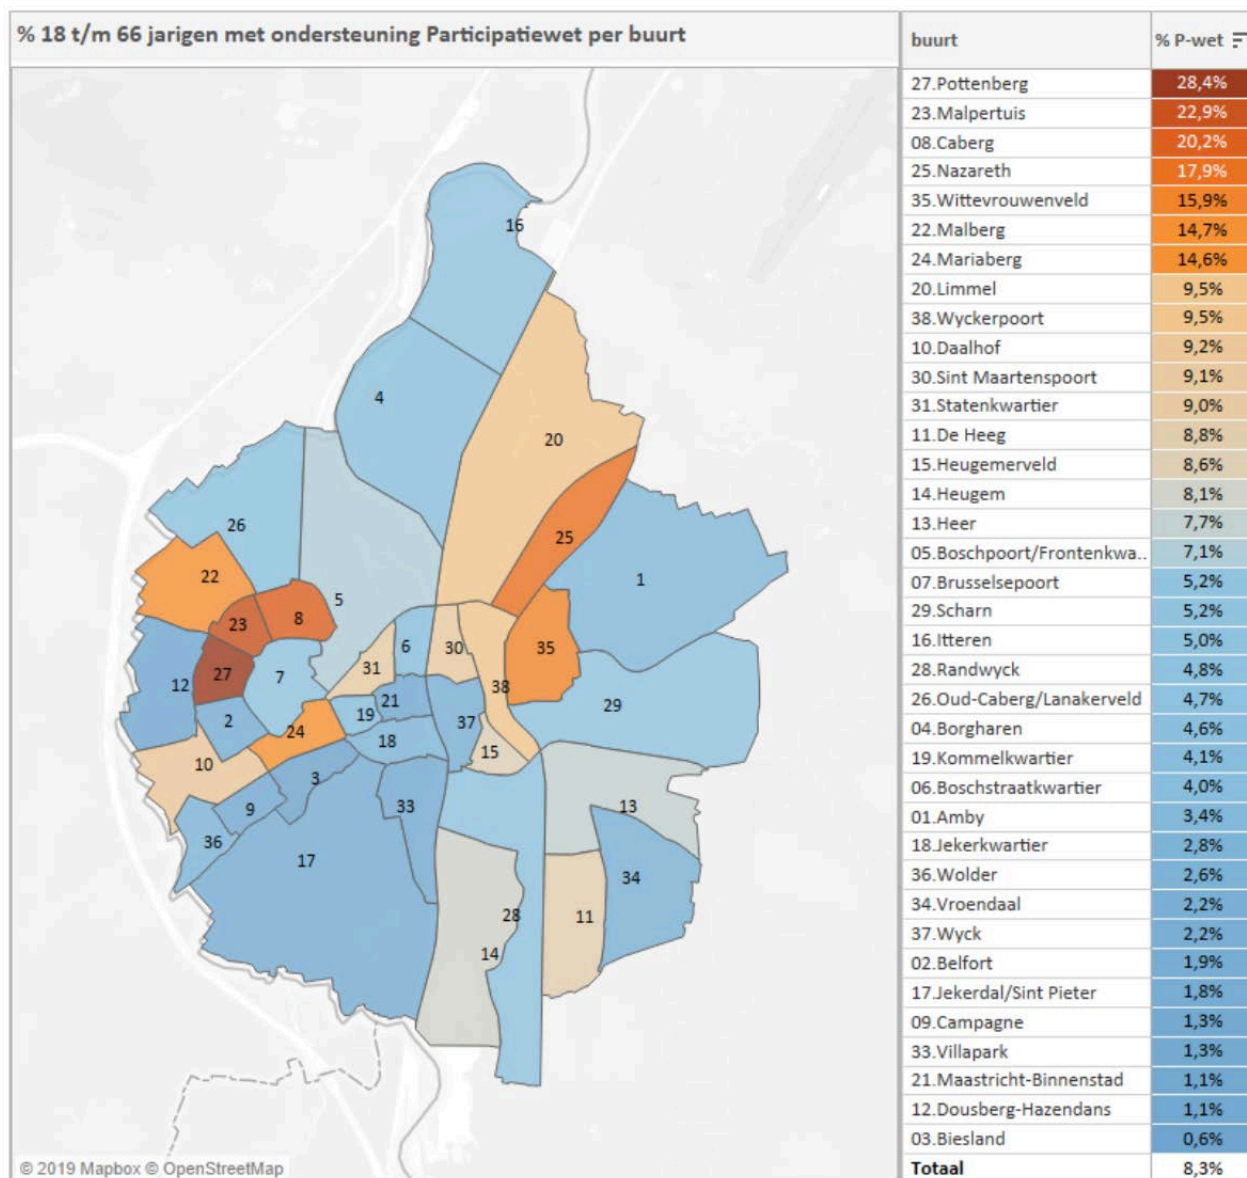 % 18 t/m 66 jarigen met ondersteuning Participatiewet per buurt
buurt % P-wet
27.Pottenberg 28,4%
23.Malpertuis 22,9%
08.Caberg 20,2%
25.Nazareth 17,9%
35.Wittevrouwenveld 15,9%
22.Malberg 14,7%
24.Mariaberg 14,6%
20.Limmel 9,5%
38.Wyckerpoort 9,5%
10.Daalhof 9,2%
30.Sint Maartenspoort 9,1%
31.Statenkwartier 9,0%
11.De Heeg 8,8%
15.Heugemerveld 8,6%
14.Heugem 8,1%
13.Heer 7,7%
05.Boschpoort/Frontenkwa.. 7,1%
07.Brusselsepoort 5,2%
29.Scharn 5,2%
16.Itteren 5,0%
28.Randwyck 4,8%
26.Oud-Caberg/Lanakerveld 4,7%
04.Borgharen 4,6%
19.Kommelkwartier 4,1%
06.Boschstraatkwartier 4,0%
01.Amby 3,4%
18.Jekerkwartier 2,8%
36.Wolder 2,6%
34.Vroendaal 2,2%
37.Wyck 2,2%
02.Belfort 1,9%
17.Jekerdal/Sint Pieter 1,8%
09.Campagne 1,3%
33.Villapark 1,3%
21.Maastricht-Binnenstad 1,1%
12.Dousberg-Hazendans 1,1%
03.Biesland 0,6%
Totaal 8,3%
16
4
20
26
25
22
1
5
8
23
6
30
35
31
7
27
12
38
21
29
19
2
37
24
18
15
10
3
33
13
9
36
17
34
28
11
14
© 2019 Mapbox © OpenStreetMap